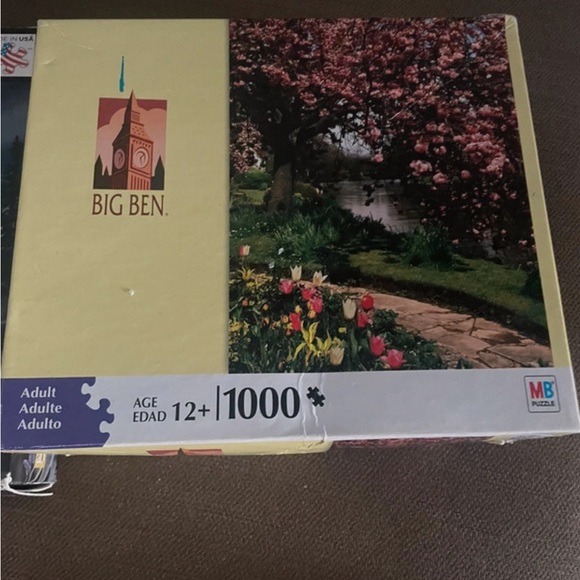 E IN USA
BIG BEN®
Adult
Adulte
Adulto
AGE
EDAD 12+
1000
MB®
PUZZLE